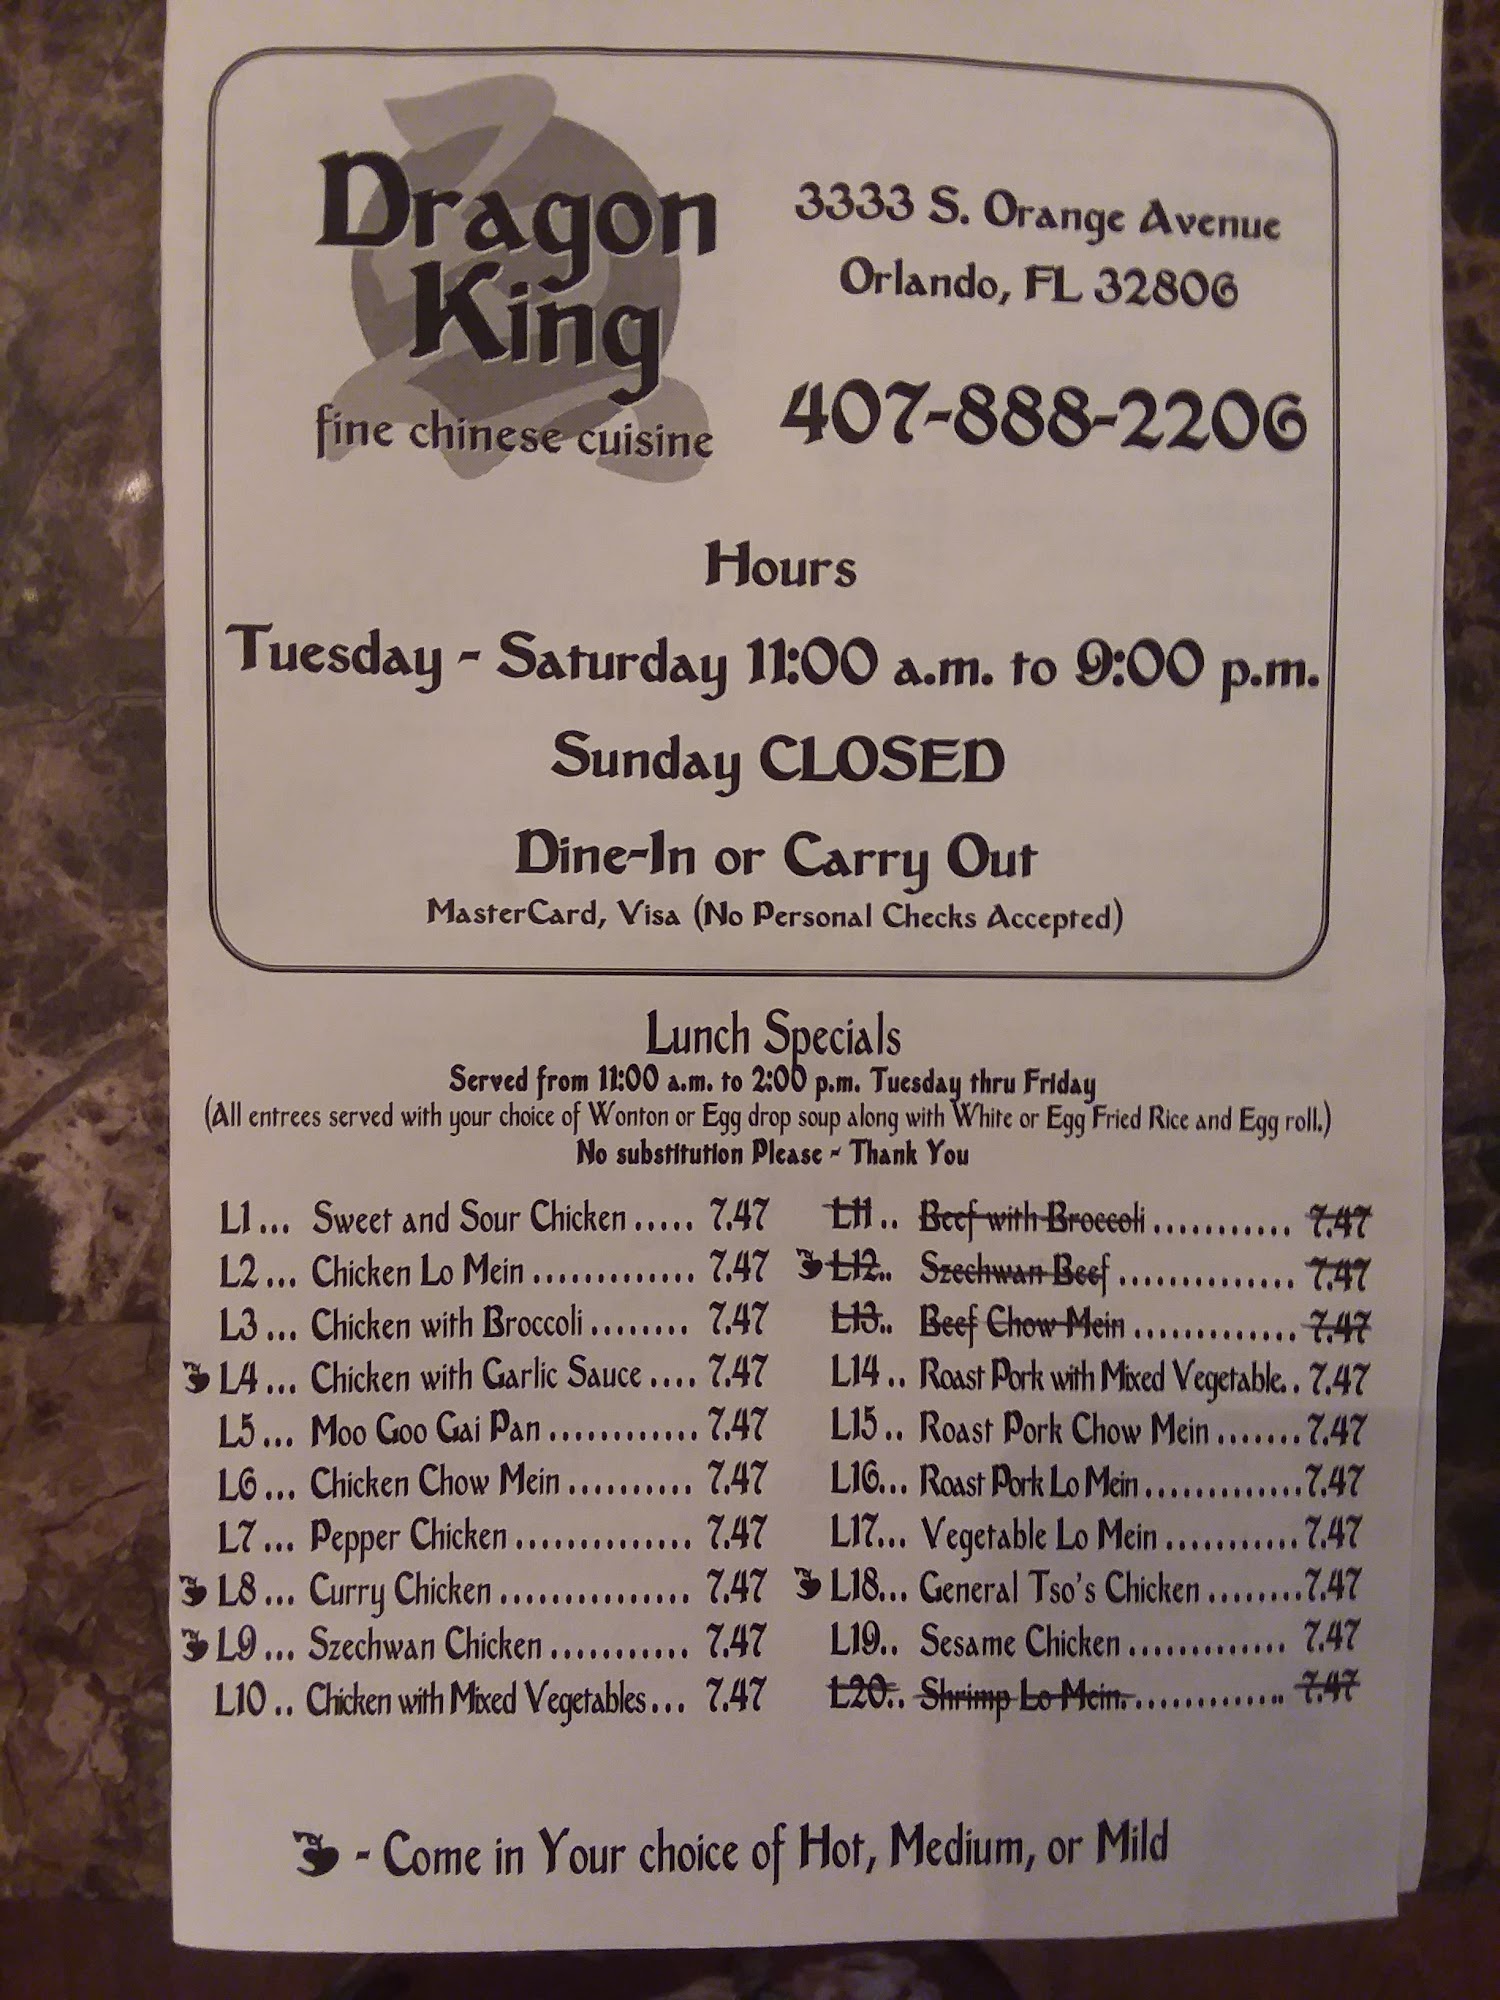 Dragon
King
fine chinese cuisine
3333 S. Orange Avenue
Orlando, FL 32806
407-888-2206
Hours
Tuesday - Saturday 11:00 a.m. to 9:00 p.m.
Sunday CLOSED
Dine-In or Carry Out
MasterCard, Visa (No Personal Checks Accepted)
Lunch Specials
Served from 11:00 a.m. to 2:00 p.m. Tuesday thru Friday
(All entrees served with your choice of Wonton or Egg drop soup along with White or Egg Fried Rice and Egg roll.)
No substitution Please ~ Thank You
L1 ... Sweet and Sour Chicken ..... 7.47
L2 ... Chicken Lo Mein ............. 7.47
L3 ... Chicken with Broccoli ........ 7.47
L4 ... Chicken with Garlic Sauce .... 7.47
L5 ... Moo Goo Gai Pan ............ 7.47
L6 ... Chicken Chow Mein .......... 7.47
L7 ... Pepper Chicken ............... 7.47
L8 ... Curry Chicken ................ 7.47
L9 ... Szechwan Chicken ........... 7.47
L10 .. Chicken with Mixed Vegetables ... 7.47
L11 .. Beef with Broccoli ........... 7.47
L12.. Szechwan Beef .............. 7.47
L13.. Beef Chow Mein ............. 7.47
L14 .. Roast Pork with Mixed Vegetable. . 7.47
L15 .. Roast Pork Chow Mein .......7.47
L16... Roast Pork Lo Mein .............7.47
L17... Vegetable Lo Mein ...........7.47
L18... General Tso's Chicken ........7.47
L19.. Sesame Chicken ............. 7.47
L20.. Shrimp Lo Mein. ............ 7.47
- Come in Your choice of Hot, Medium, or Mild